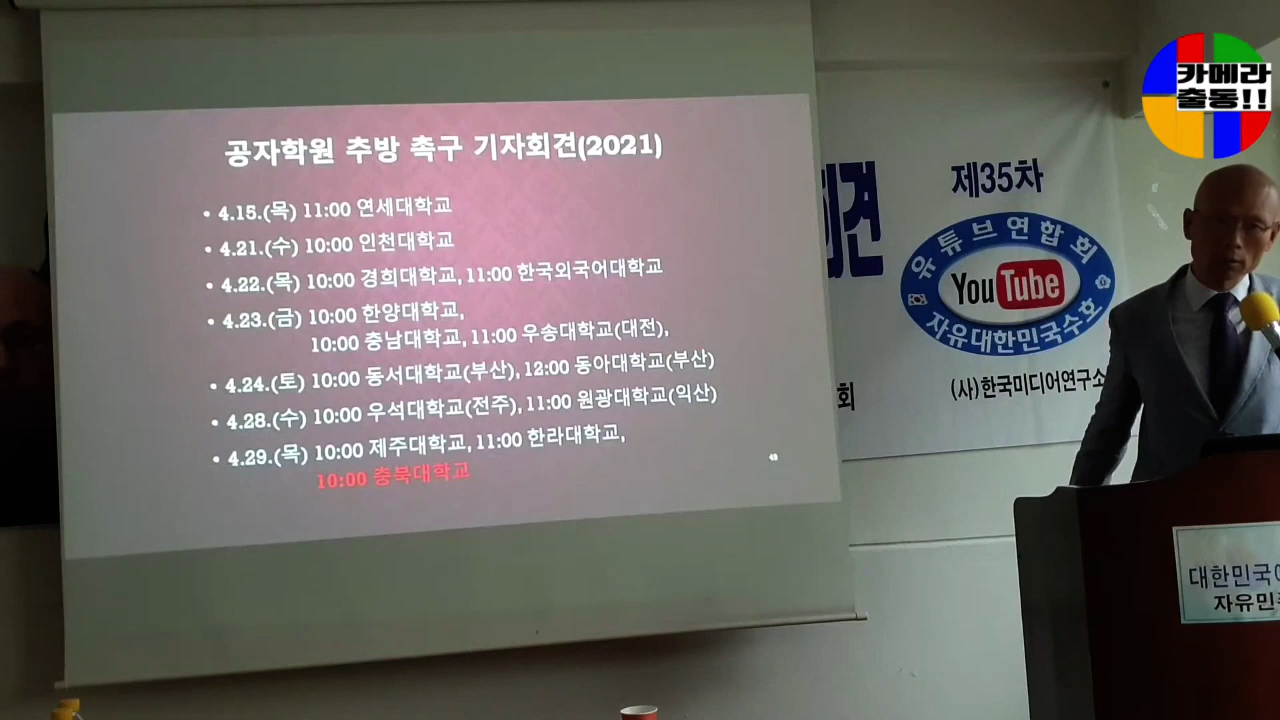 공자학원 추방 촉구 기자회견(2021)
• 4.15.(목) 11:00 연세대학교
• 4.21.(수) 10:00 인천대학교
• 4.22.(목) 10:00 경희대학교, 11:00 한국외국어대학교
• 4.23.(금) 10:00 한양대학교,
10:00 충남대학교, 11:00 우송대학교(대전),
• 4.24.(토) 10:00 동서대학교(부산), 12:00 동아대학교(부산)
• 4.28.(수) 10:00 우석대학교(전주), 11:00 원광대학교(익산)
• 4.29.(목) 10:00 제주대학교, 11:00 한라대학교,
10:00 충북대학교
카메라
출동!!
제35차
회견
유튜브연합회
YouTube
자유대한민국수호
회
(사)한국미디어연구소
대한민국
자유민